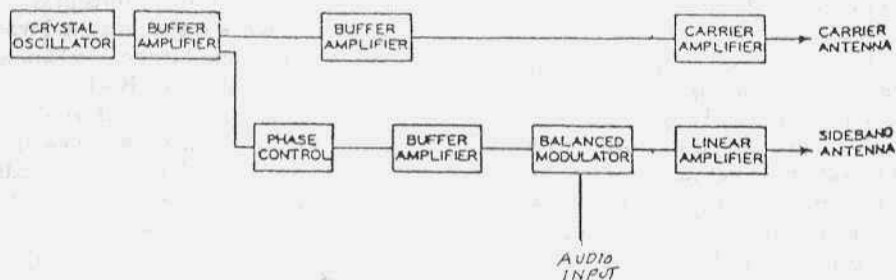 CRYSTAL
OSCILLATOR
BUFFER
AMPLIFIER
BUFFER
AMPLIFIER
CARRIER
AMPLIFIER
CARRIER
ANTENNA
PHASE
CONTROL
BUFFER
AMPLIFIER
BALANCED
MODULATOR
LINEAR
AMPLIFIER
SIDEBAND
ANTENNA
AUDIO
INPUT